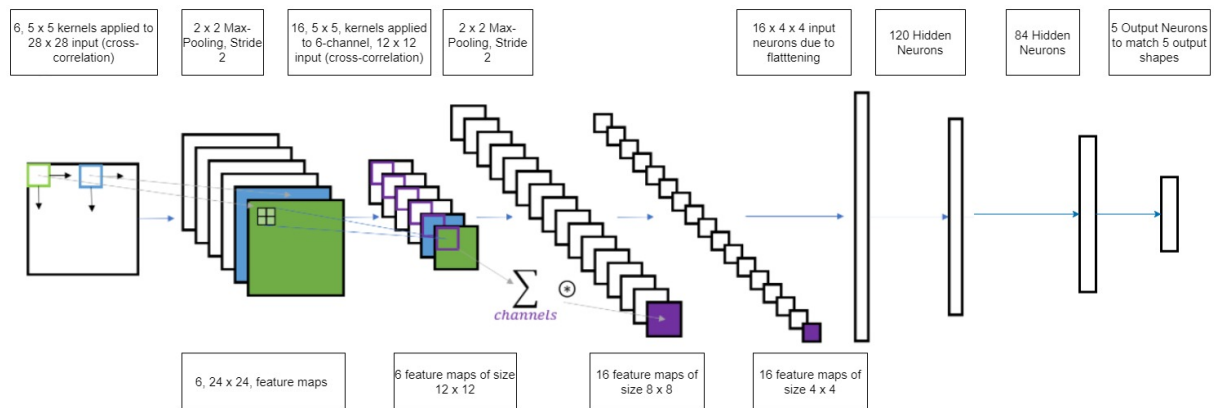 6, 5 x 5 kernels applied to
28 x 28 input (cross-
correlation)
2 x 2 Max-
Pooling, Stride
2
16, 5 x 5, kernels applied
to 6-channel, 12 x 12
input (cross-correlation)
2 x 2 Max-
Pooling, Stride
2
16 x 4 x 4 input
neurons due to
flatttening
120 Hidden
Neurons
84 Hidden
Neurons
5 Output Neurons
to match 5 output
shapes
∑ ⊛
channels
6, 24 x 24, feature maps
6 feature maps of size
12 x 12
16 feature maps of
size 8 x 8
16 feature maps of
size 4 x 4